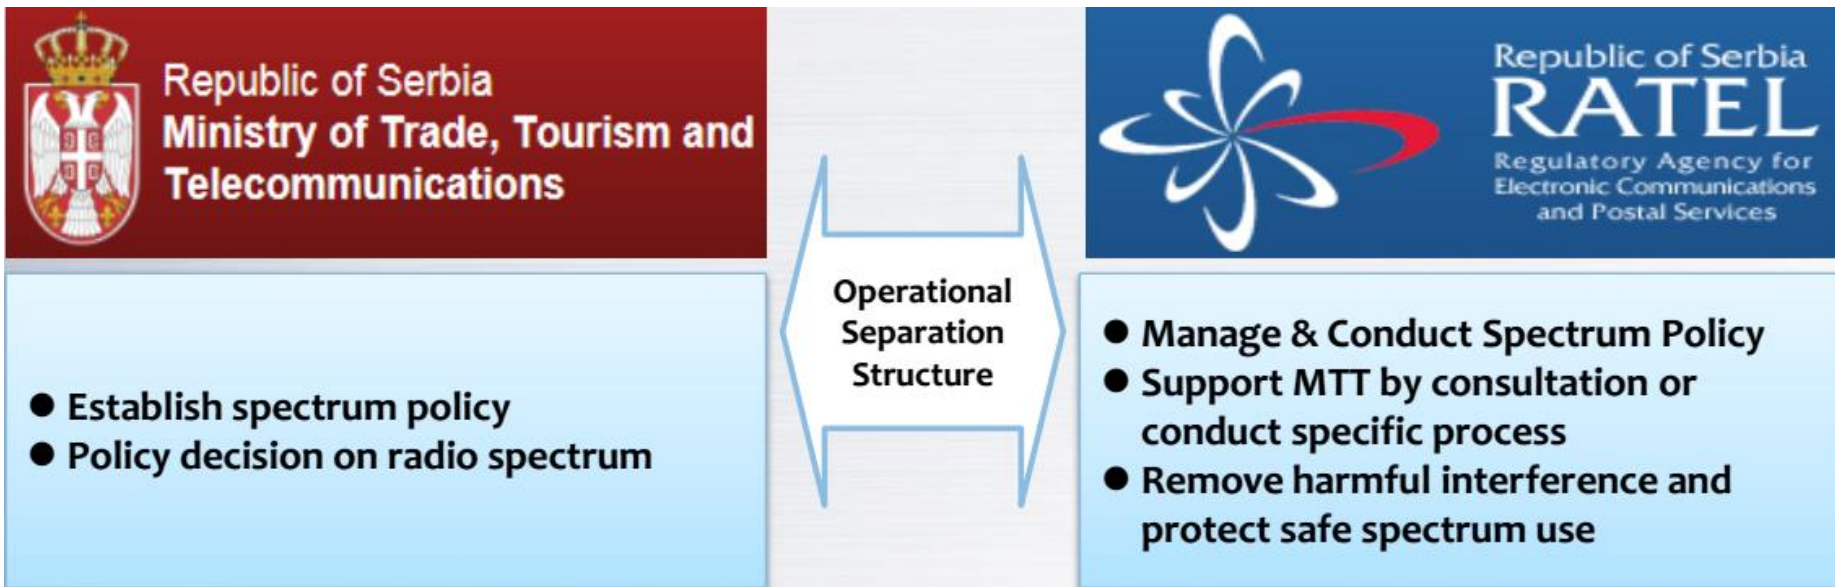 Republic of Serbia
Ministry of Trade, Tourism and
Telecommunications
● Establish spectrum policy
● Policy decision on radio spectrum
Operational
Separation
Structure
Republic of Serbia
RATEL
Regulatory Agency for
Electronic Communications
and Postal Services
● Manage & Conduct Spectrum Policy
● Support MTT by consultation or
conduct specific process
● Remove harmful interference and
protect safe spectrum use